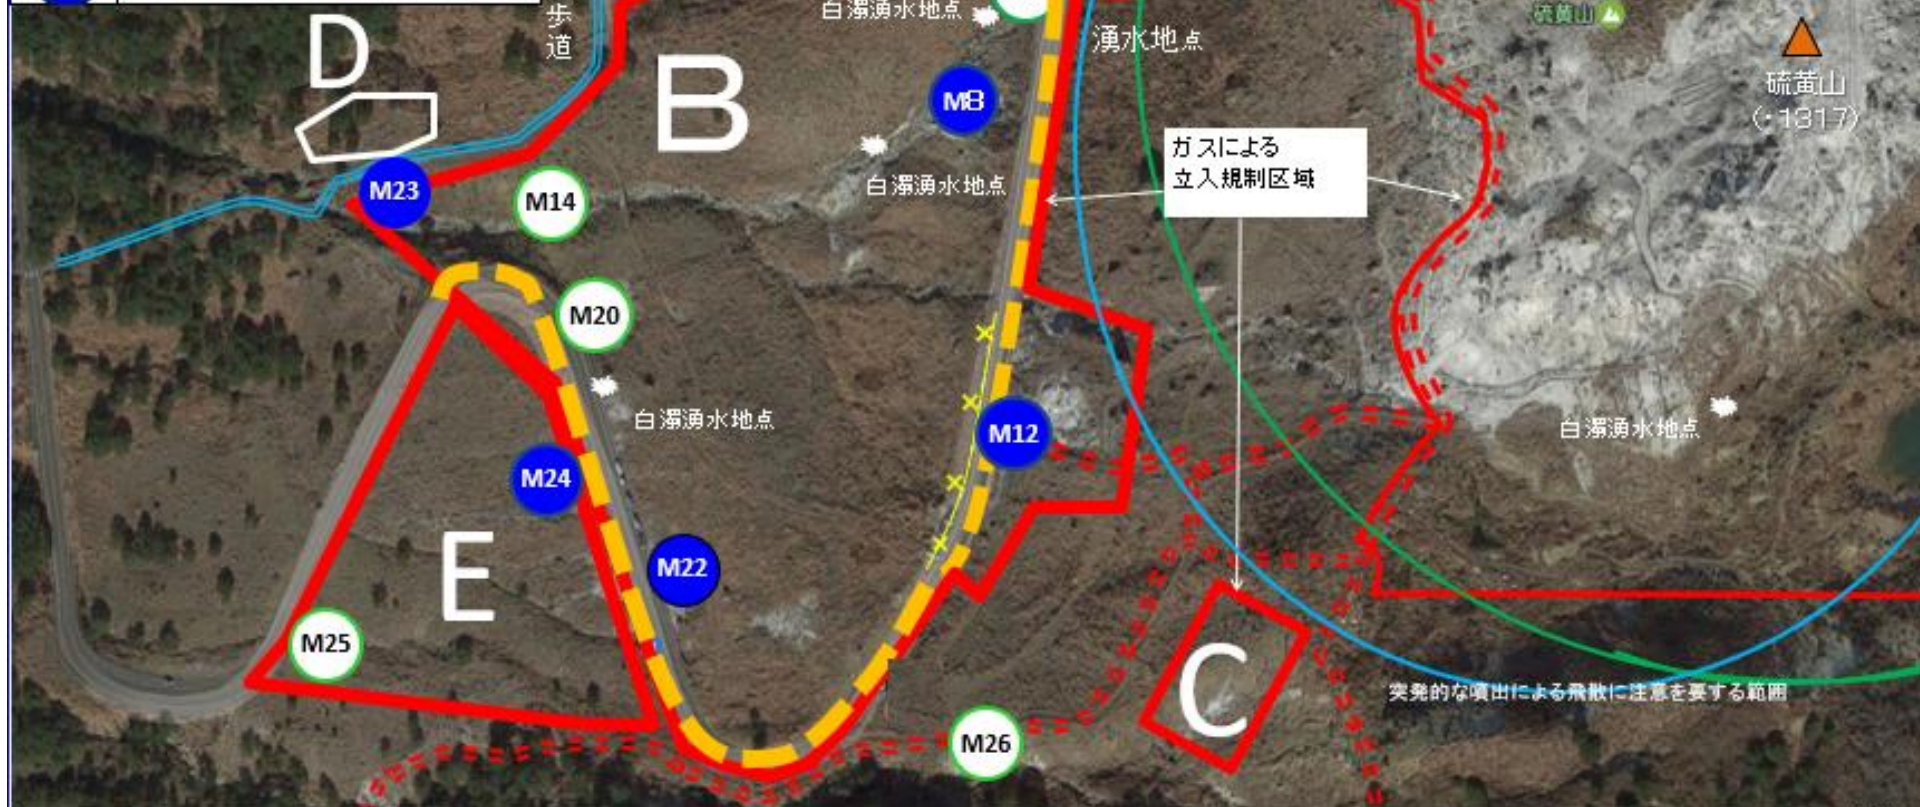 歩
道
D
B
白濁湧水地点
湧水地点
硫黄山
硫黄山
(・1317)
M8
ガスによる
立入規制区域
白濁湧水地点
M23
M14
M20
白濁湧水地点
M12
白濁湧水地点
M24
E
M22
M25
C
突発的な噴出による飛散に注意を要する範囲
M26